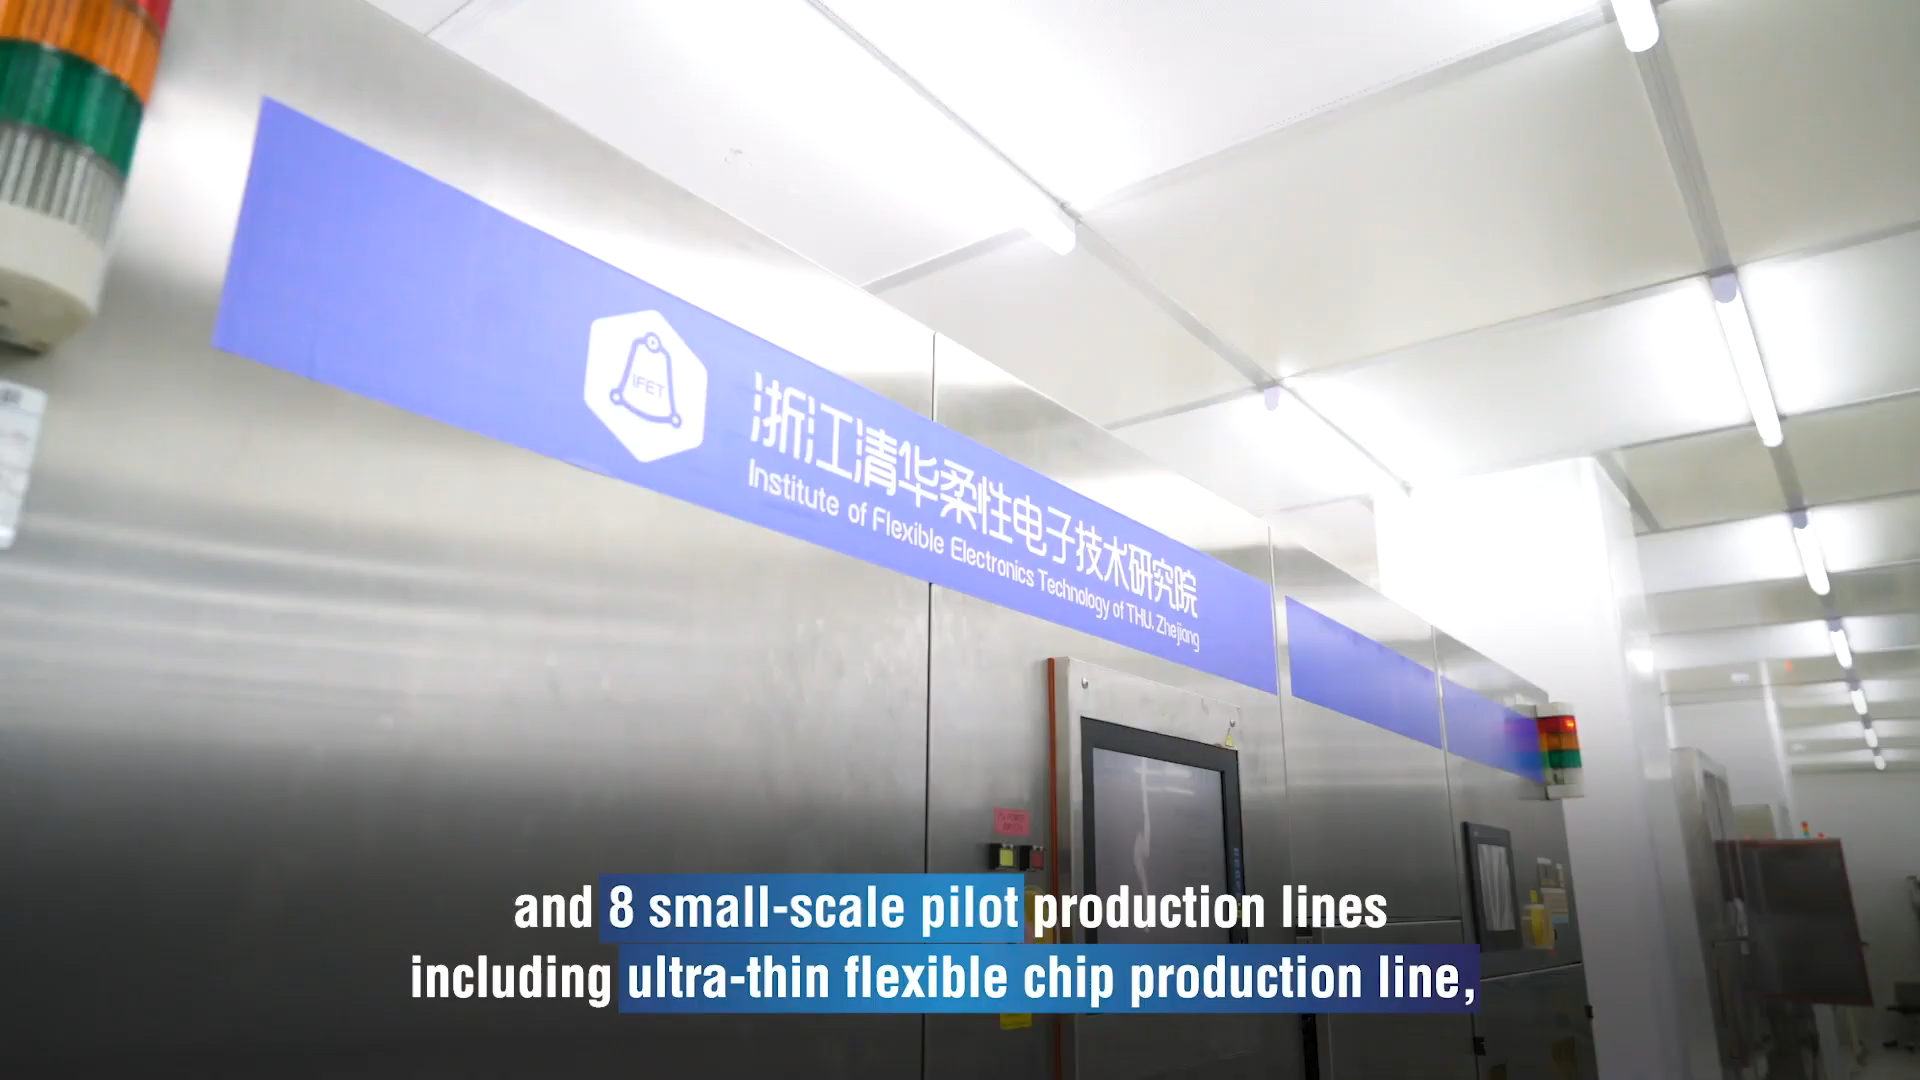 IFET
浙江清华柔性电子技术研究院
Institute of Flexible Electronics Technology of THU. Zhejiang
and 8 small-scale pilot production lines
including ultra-thin flexible chip production line,